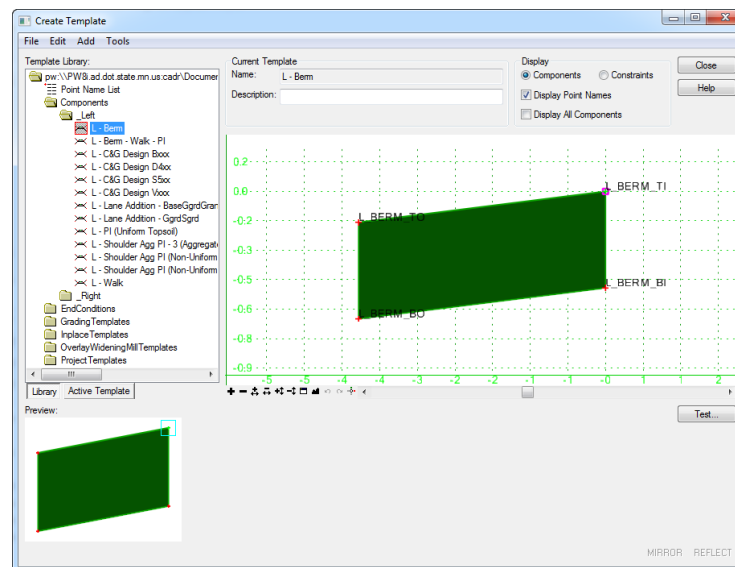 Create Template
File Edit Add Tools
Template Library:
pw:\\PW8i.ad.dot.state.mn.us:cadr\Documer
Point Name List
Components
_Left
L - Berm
L - Berm - Walk - PI
L - C&G Design Bxxx
L - C&G Design D4xx
L - C&G Design S5xx
L - C&G Design Vxxx
L - Lane Addition - BaseGgrdGran
L - Lane Addition - GgrdSgrd
L - PI (Uniform Topsoil)
L - Shoulder Agg PI - 3 (Aggregat
L - Shoulder Agg PI (Non-Uniform
L - Shoulder Agg PI (Non-Uniform
L - Walk
_Right
EndConditions
GradingTemplates
InplaceTemplates
OverlayWideningMillTemplates
ProjectTemplates
Library Active Template
Current Template
Name: L - Berm
Description:
Display
Components Constraints
Display Point Names
Display All Components
Close
Help
0.2
0.0
-0.2
-0.3
-0.5
-0.6
-0.8
-0.9
L_BERM_TI
L_BERM_TO
L_BERM_BI
L_BERM_BO
-5 -5 -4 -4 -3 -2 -2 -1 -1 -0 1 1 2
Test...
Preview:
MIRROR REFLECT